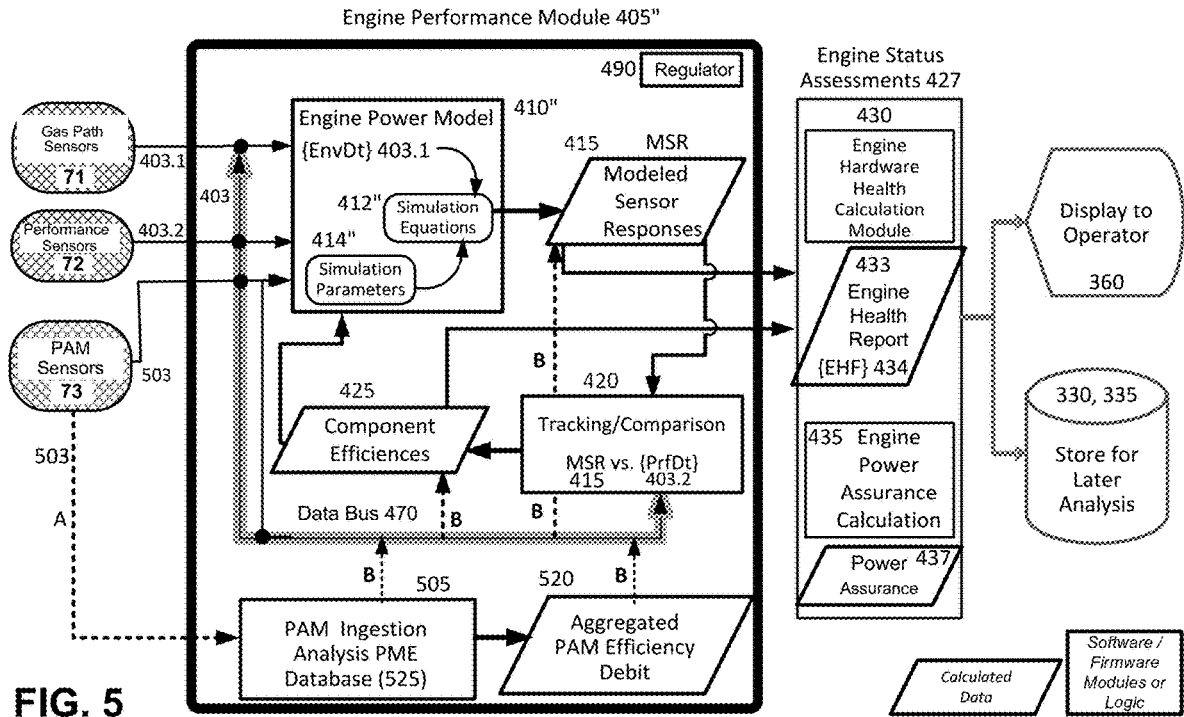 Engine Performance Module 405"
490
Regulator
Engine Status
Assessments 427
Gas Path
Sensors
71
403.1
403
Performance
Sensors
72
403.2
PAM
Sensors
73
503
503
A
410"
Engine Power Model
{EnvDt} 403.1
412"
Simulation
Equations
414"
Simulation
Parameters
415
MSR
Modeled
Sensor
Responses
B
425
Component
Efficiences
420
Tracking/Comparison
MSR vs. {PrfDt}
415
403.2
Data Bus 470
B
B
B
B
505
PAM Ingestion
Analysis PME
Database (525)
520
Aggregated
PAM Efficiency
Debit
430
Engine
Hardware
Health
Calculation
Module
433
Engine
Health
Report
{EHF} 434
435
Engine
Power
Assurance
Calculation
Power
437
Assurance
Display to
Operator
360
330, 335
Store for
Later
Analysis
Calculated
Data
Software /
Firmware
Modules or
Logic
FIG. 5